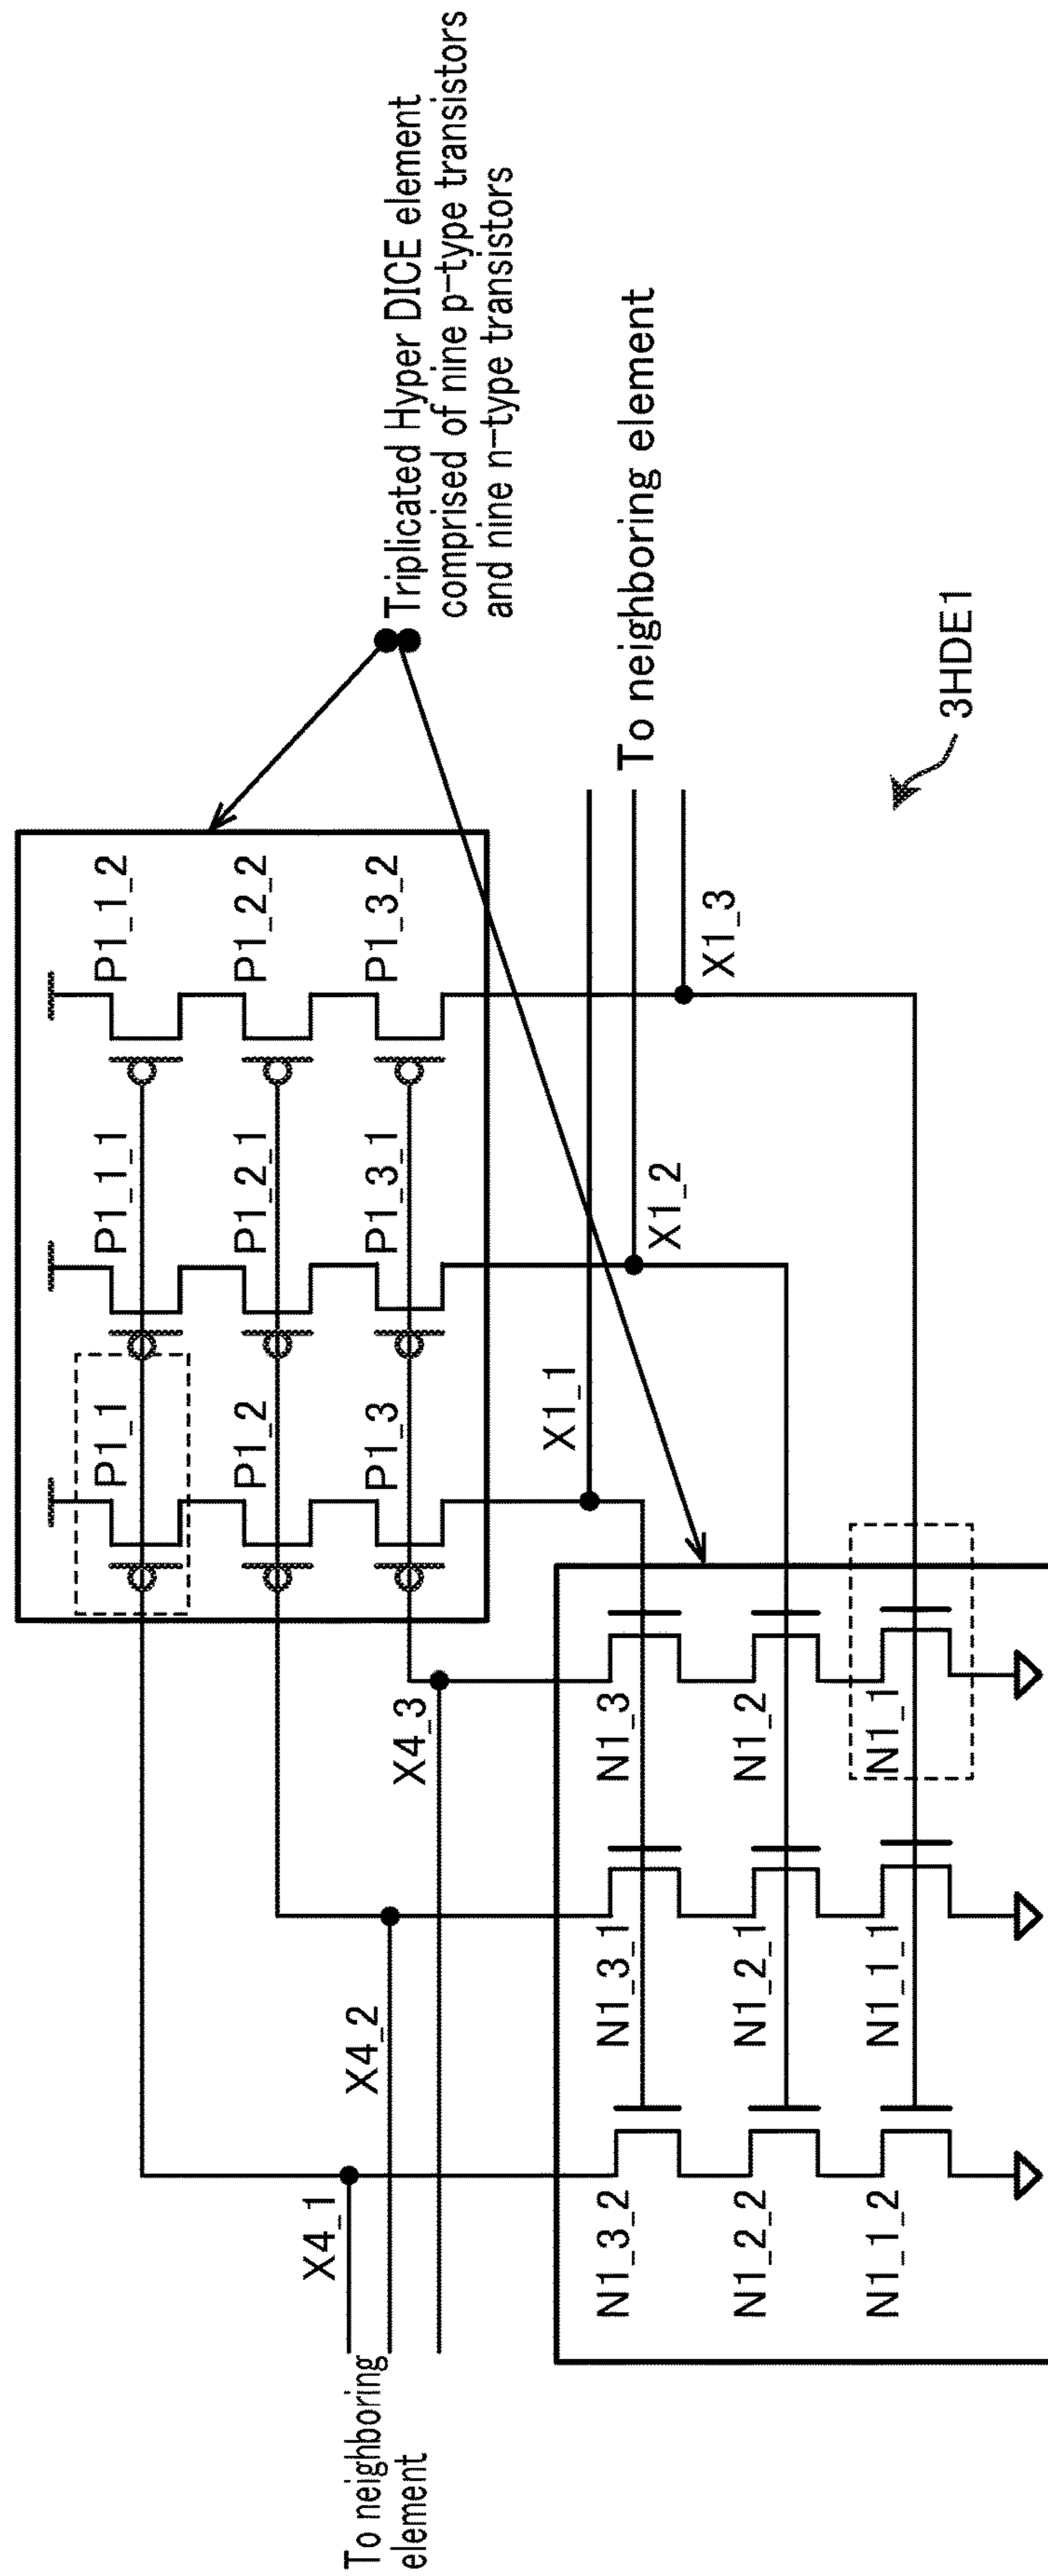 P1_1
P1_1_1
P1_1_2
P1_2
P1_2_1
P1_2_2
P1_3
P1_3_1
P1_3_2
Triplicated Hyper DICE element
comprised of nine p-type transistors
and nine n-type transistors
X4_1
X4_2
X4_3
To neighboring
element
X1_1
X1_2
X1_3
To neighboring element
N1_3_2
N1_3_1
N1_3
N1_2_2
N1_2_1
N1_2
N1_1_2
N1_1_1
N1_1
3HDE1